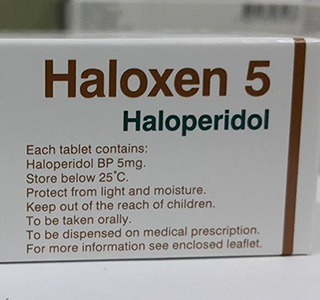 Haloxen 5
Haloperidol
Each tablet contains:
Haloperidol BP 5mg.
Store below 25°C.
Protect from light and moisture.
Keep out of the reach of children.
To be taken orally.
To be dispensed on medical prescription.
For more information see enclosed leaflet.